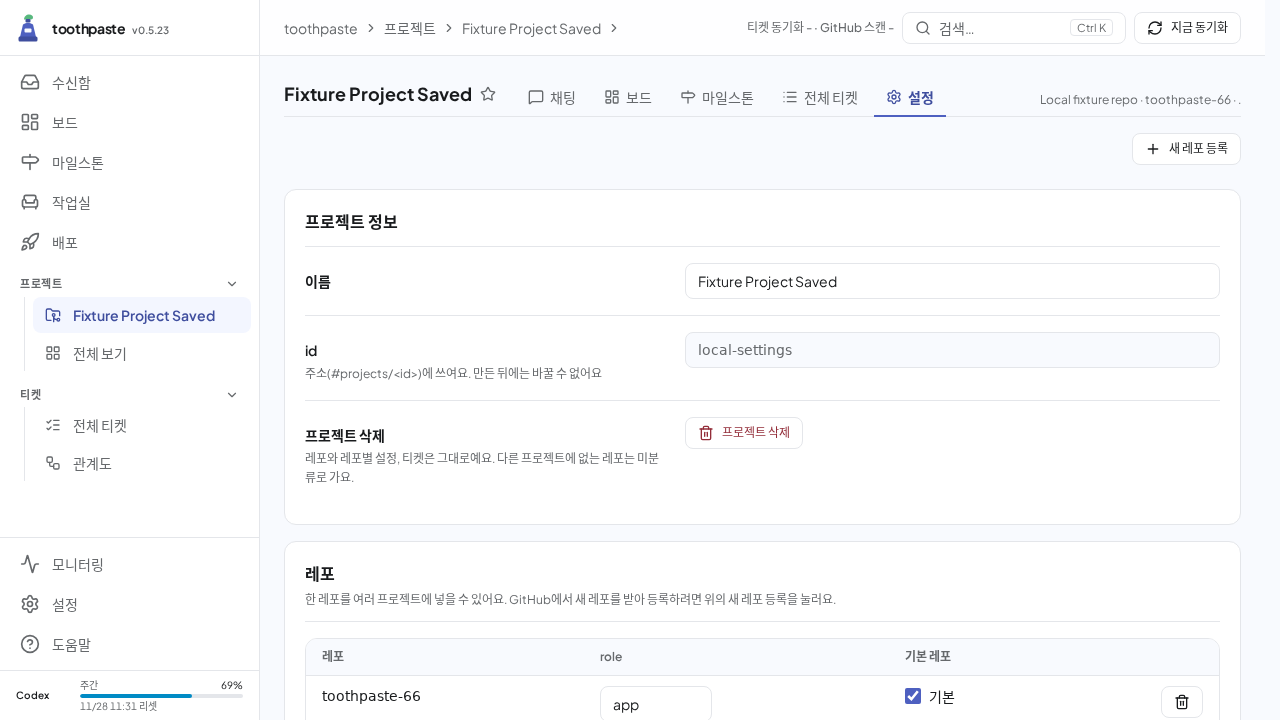 toothpaste v0.5.23
수신함
보드
마일스톤
작업실
배포
프로젝트
Fixture Project Saved
전체 보기
티켓
전체 티켓
관계도
모니터링
설정
도움말
Codex
주간 69%
11/28 11:31 리셋
toothpaste > 프로젝트 > Fixture Project Saved >
티켓 동기화 - · GitHub 스캔 -
검색... Ctrl K
지금 동기화
Fixture Project Saved
채팅 보드 마일스톤 전체 티켓 설정
Local fixture repo · toothpaste-66 · .
새 레포 등록
프로젝트 정보
이름 Fixture Project Saved
id local-settings
주소(#projects/<id>)에 쓰여요. 만든 뒤에는 바꿀 수 없어요
프로젝트 삭제 프로젝트 삭제
레포와 레포별 설정, 티켓은 그대로예요. 다른 프로젝트에 없는 레포는 미분
류로 가요.
레포
한 레포를 여러 프로젝트에 넣을 수 있어요. GitHub에서 새 레포를 받아 등록하려면 위의 새 레포 등록을 눌러요.
레포 role 기본 레포
toothpaste-66 app 기본